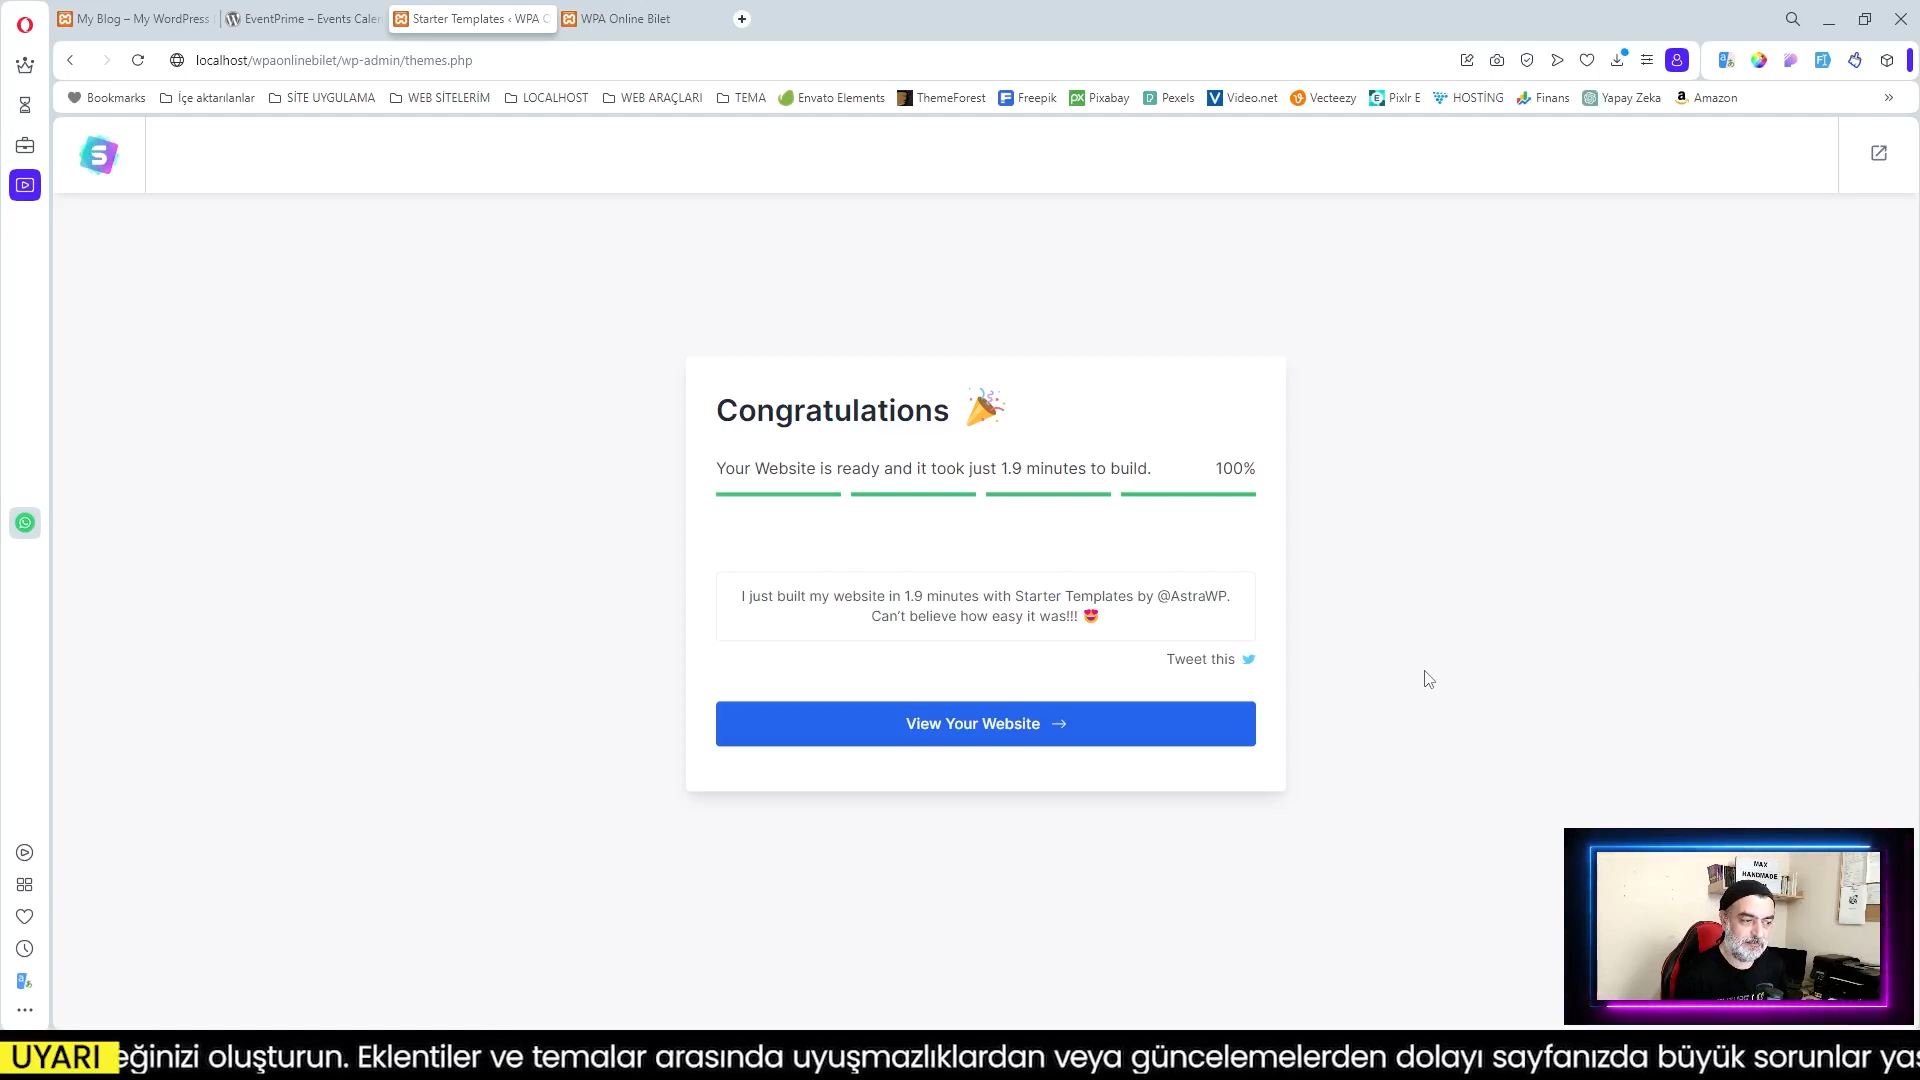 My Blog – My WordPress
EventPrime – Events Caler
Starter Templates ‹ WPA O
WPA Online Bilet
localhost/wpaonlinebilet/wp-admin/themes.php
Bookmarks
İçe aktarılanlar
SİTE UYGULAMA
WEB SİTELERİM
LOCALHOST
WEB ARAÇLARI
TEMA
Envato Elements
ThemeForest
Freepik
Pixabay
Pexels
Video.net
Vecteezy
Pixlr E
HOSTİNG
Finans
Yapay Zeka
Amazon
Congratulations
Your Website is ready and it took just 1.9 minutes to build.
100%
I just built my website in 1.9 minutes with Starter Templates by @AstraWP.
Can't believe how easy it was!!!
Tweet this
View Your Website
MAX
HANDMADE
UYARI
eğinizi oluşturun. Eklentiler ve temalar arasında uyuşmazlıklardan veya güncelemelerden dolayı sayfanızda büyük sorunlar yaş